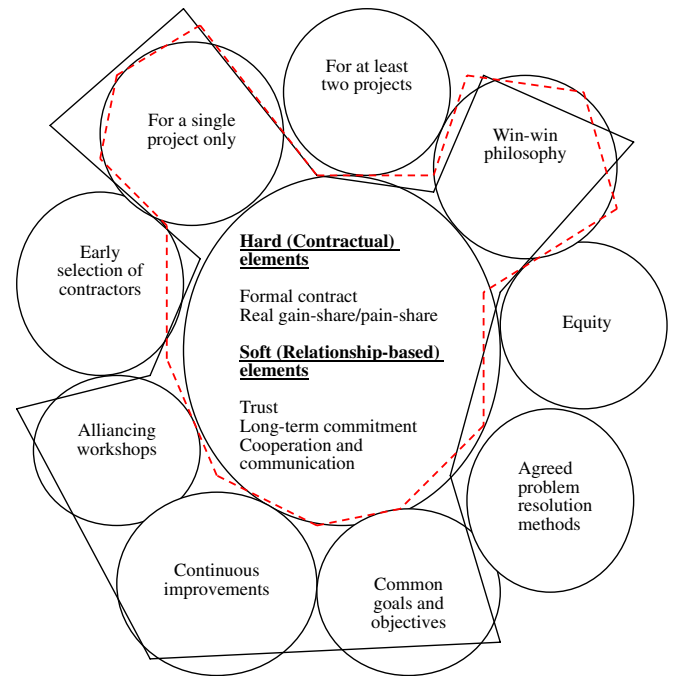 For at least
two projects
For a single
project only
Win-win
philosophy
Hard (Contractual)
elements
Formal contract
Real gain-share/pain-share
Soft (Relationship-based)
elements
Trust
Long-term commitment
Cooperation and
communication
Early
selection of
contractors
Equity
Alliancing
workshops
Agreed
problem
resolution
methods
Continuous
improvements
Common
goals and
objectives